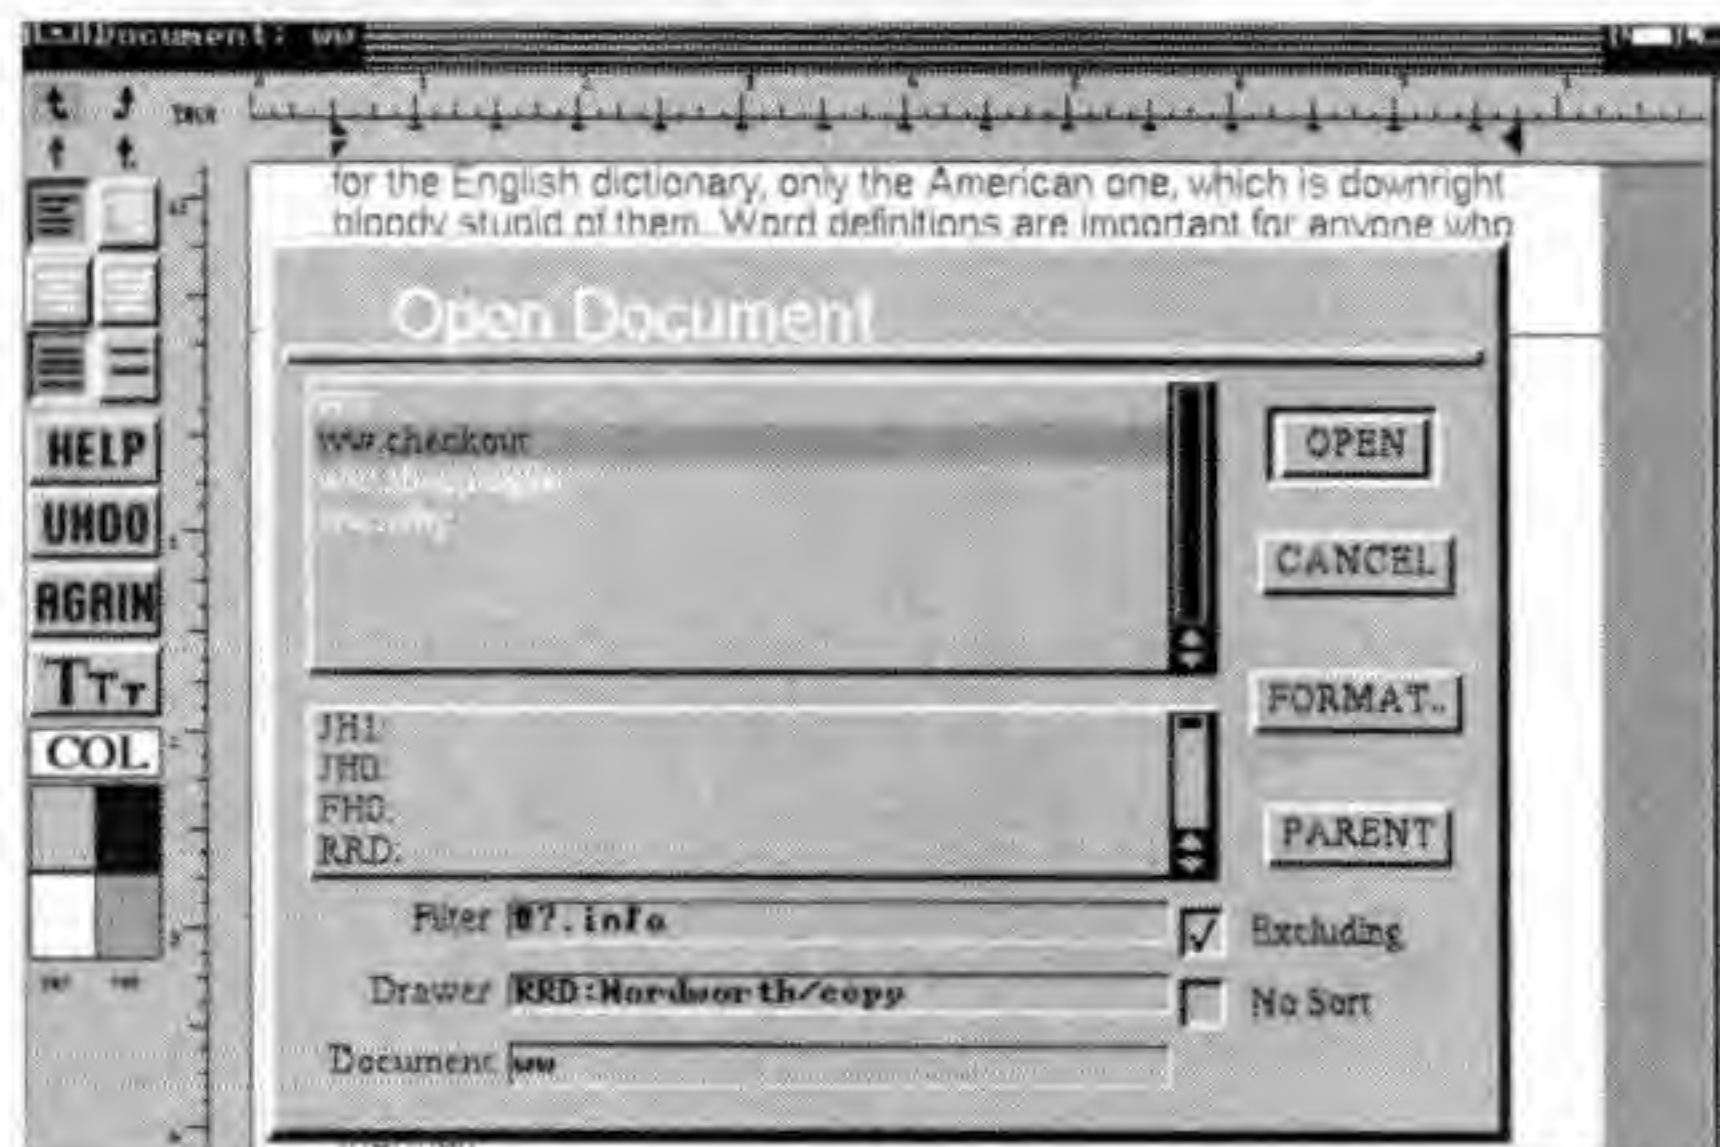 Document: ww
for the English dictionary, only the American one, which is downright
bloody stupid of them. Word definitions are important for anyone who
Open Document
ww.checkout
OPEN
CANCEL
HELP
UNDO
AGAIN
TTT
COL
FORMAT..
JH1:
JH0:
FH0:
RRD:
PARENT
Filter #?.info
Excluding
Drawer RRD:Wordworth/copy
No Sort
Document ww